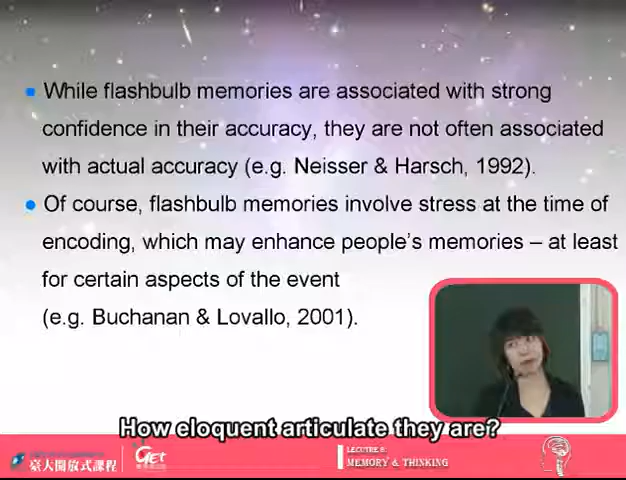 While flashbulb memories are associated with strong
confidence in their accuracy, they are not often associated
with actual accuracy (e.g. Neisser & Harsch, 1992).
Of course, flashbulb memories involve stress at the time of
encoding, which may enhance people's memories – at least
for certain aspects of the event
(e.g. Buchanan & Lovallo, 2001).
How eloquent articulate they are?
臺大開放式課程
GET
LECTURE 6:
MEMORY & THINKING